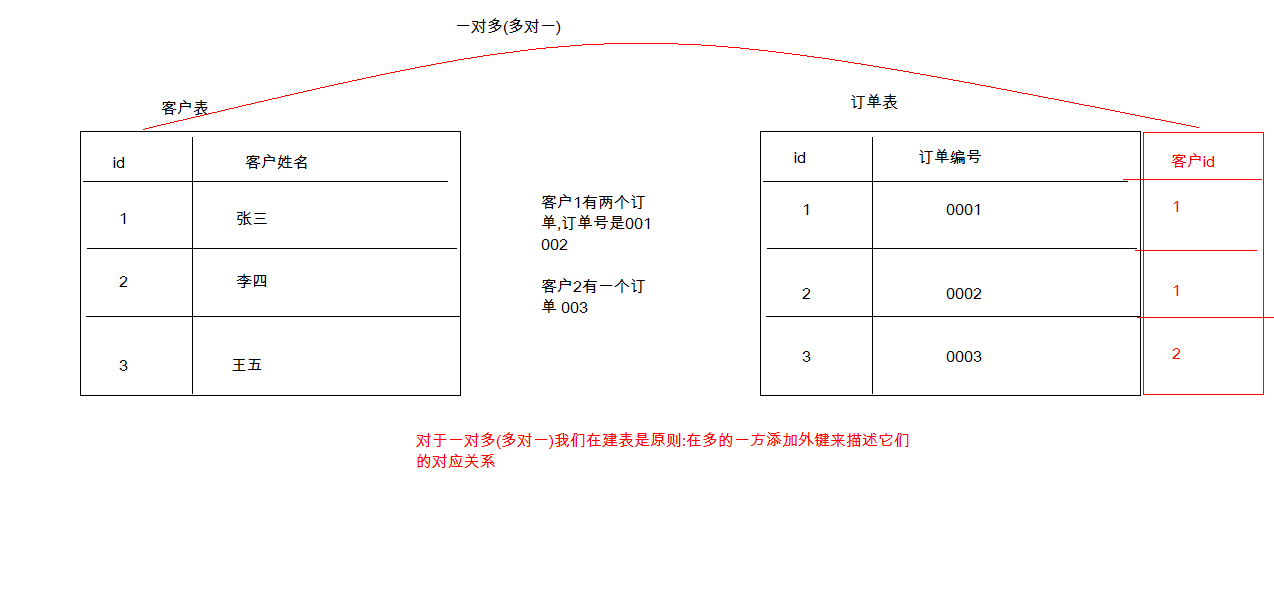 一对多(多对一)
客户表
订单表
id 客户姓名
1 张三
2 李四
3 王五
客户1有两个订
单,订单号是001
002
客户2有一个订
单 003
id 订单编号 客户id
1 0001 1
2 0002 1
3 0003 2
对于一对多(多对一)我们在建表是原则:在多的一方添加外键来描述它们
的对应关系